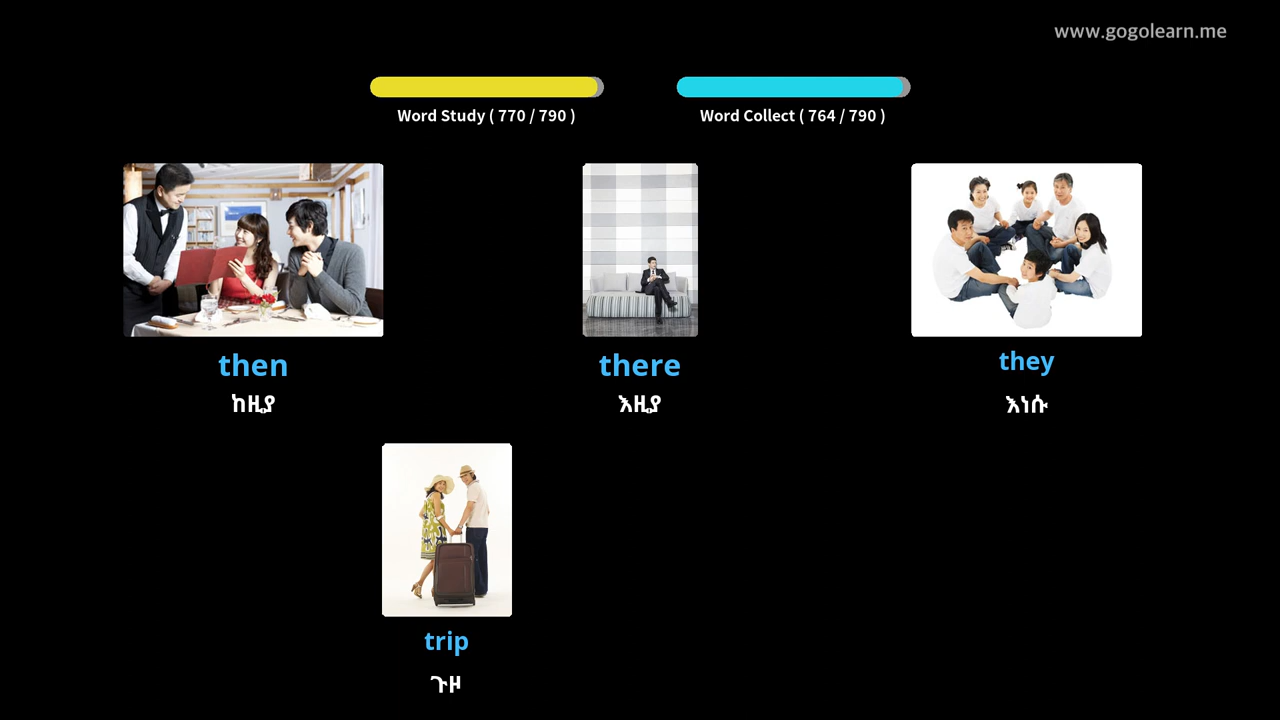 www.gogolearn.me
Word Study ( 770 / 790 )
Word Collect ( 764 / 790 )
then
there
they
ከዚያ
እዚያ
እነሱ
trip
ጉዞ